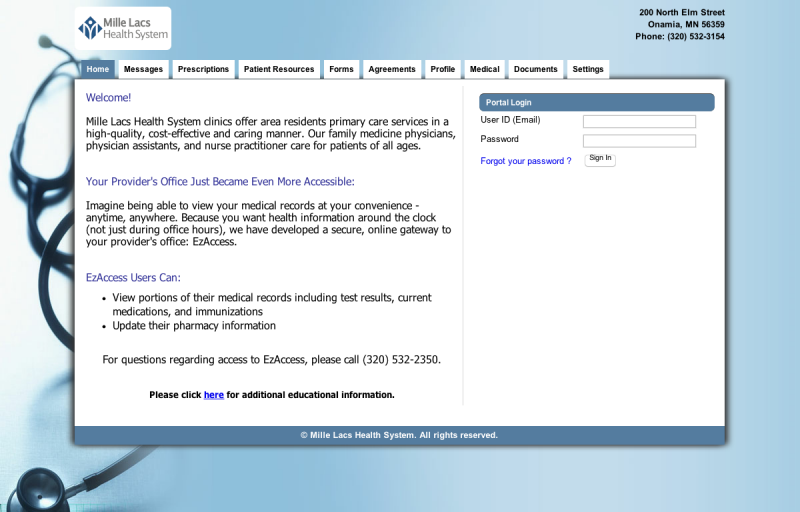 Mille Lacs
Health System
200 North Elm Street
Onamia, MN 56359
Phone: (320) 532-3154
Home Messages Prescriptions Patient Resources Forms Agreements Profile Medical Documents Settings
Welcome!
Mille Lacs Health System clinics offer area residents primary care services in a
high-quality, cost-effective and caring manner. Our family medicine physicians,
physician assistants, and nurse practitioner care for patients of all ages.
Your Provider's Office Just Became Even More Accessible:
Imagine being able to view your medical records at your convenience -
anytime, anywhere. Because you want health information around the clock
(not just during office hours), we have developed a secure, online gateway to
your provider's office: EzAccess.
EzAccess Users Can:
• View portions of their medical records including test results, current
medications, and immunizations
• Update their pharmacy information
For questions regarding access to EzAccess, please call (320) 532-2350.
Please click here for additional educational information.
Portal Login
User ID (Email)
Password
Forgot your password ? Sign In
© Mille Lacs Health System. All rights reserved.